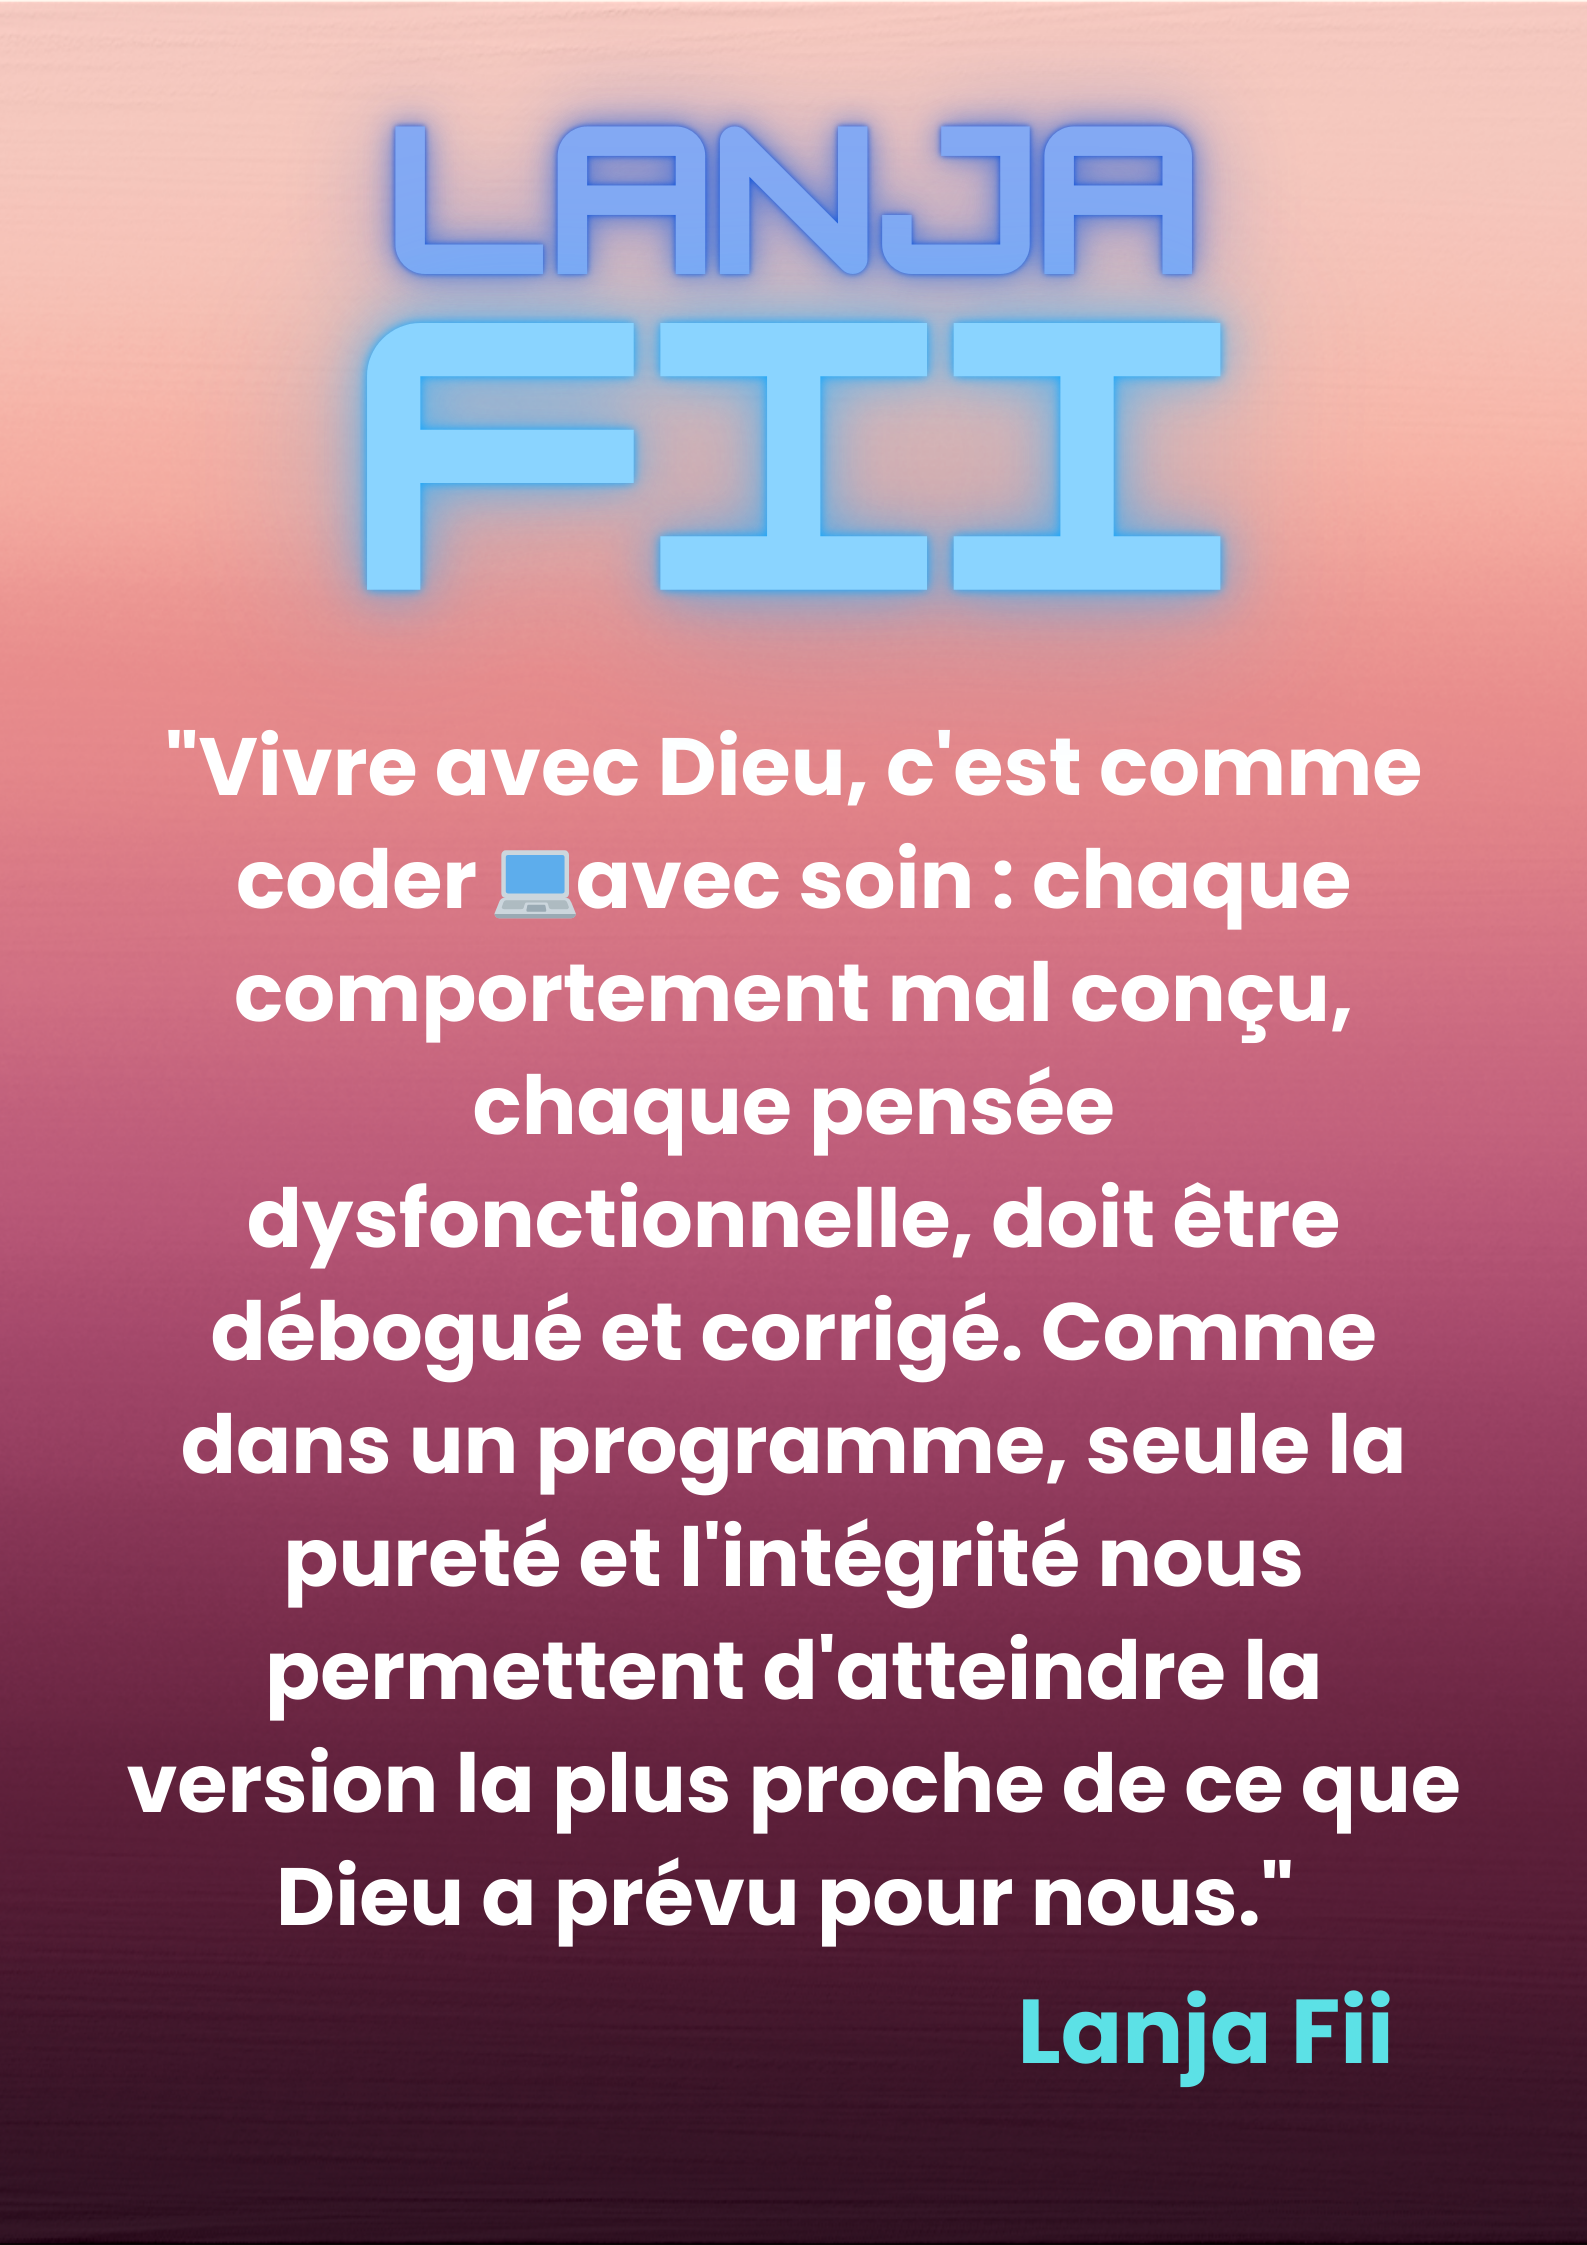 LANJA
FII
"Vivre avec Dieu, c'est comme
coder 💻avec soin : chaque
comportement mal conçu,
chaque pensée
dysfonctionnelle, doit être
débogué et corrigé. Comme
dans un programme, seule la
pureté et l'intégrité nous
permettent d'atteindre la
version la plus proche de ce que
Dieu a prévu pour nous."
Lanja Fii